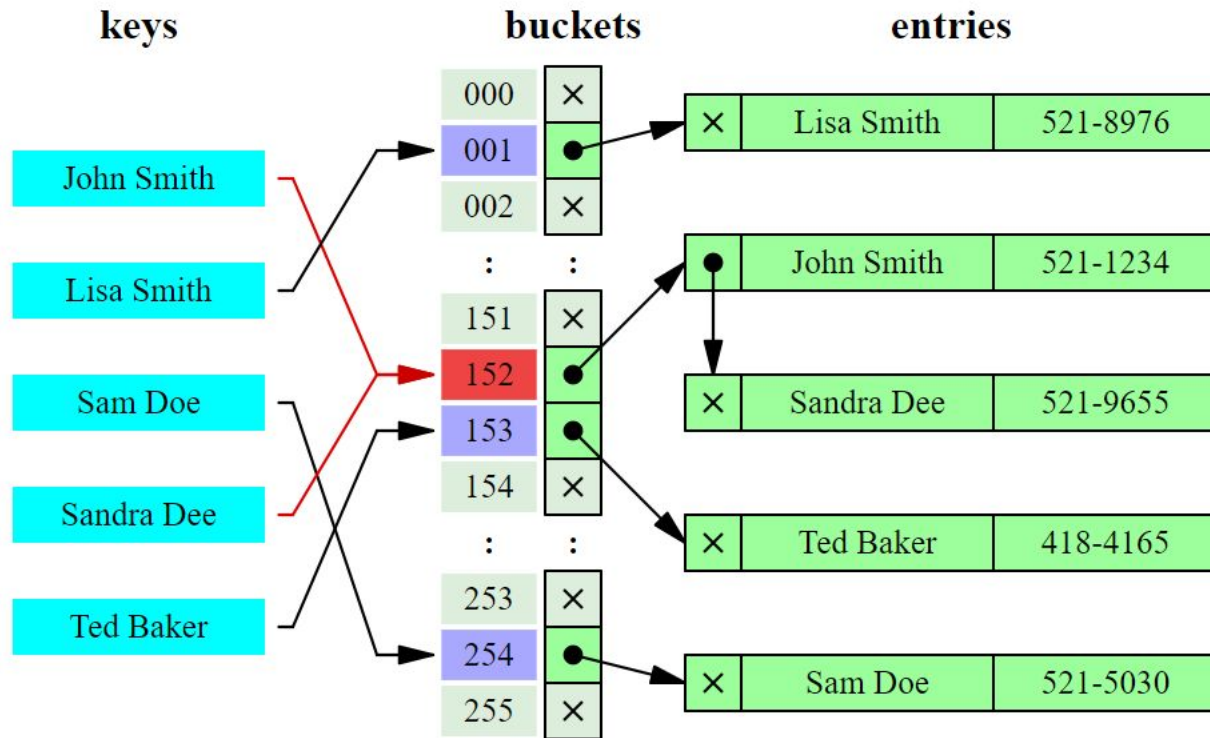 keys
buckets
entries
John Smith
Lisa Smith
Sam Doe
Sandra Dee
Ted Baker
000 ×
001
002 ×
: :
151 ×
152
153
154 ×
: :
253 ×
254
255 ×
× Lisa Smith 521-8976
John Smith 521-1234
× Sandra Dee 521-9655
× Ted Baker 418-4165
× Sam Doe 521-5030